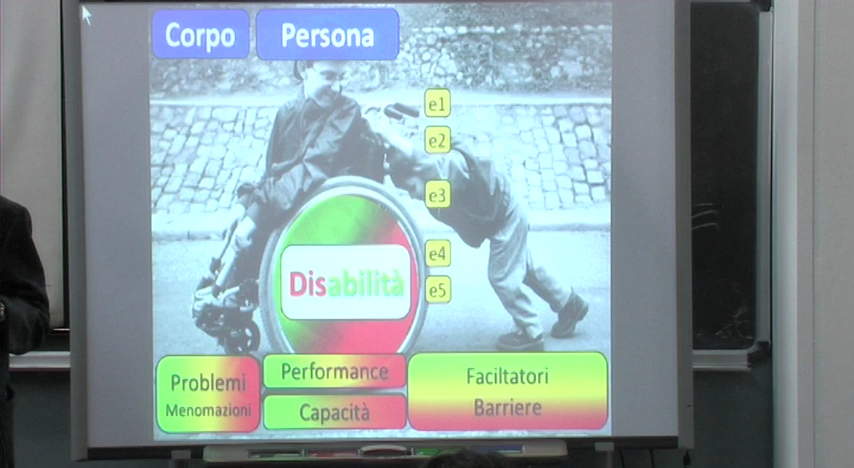 Corpo
Persona
e1
e2
e3
e4
e5
Disabilità
Problemi
Menomazioni
Performance
Capacità
Faciltatori
Barriere